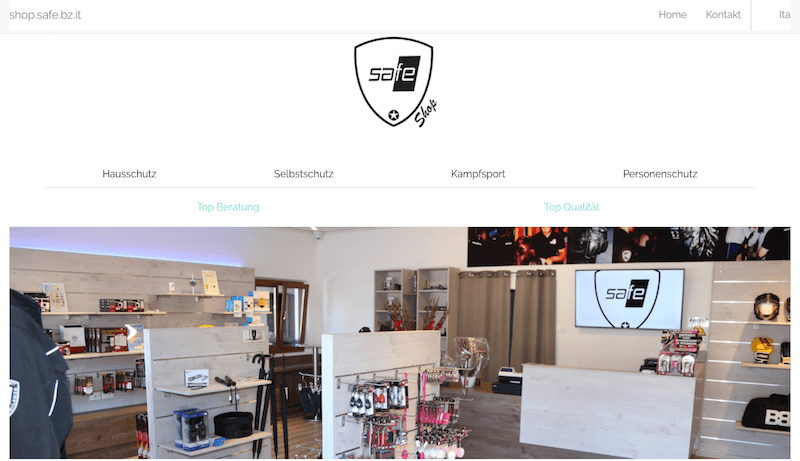 shop.safe.bz.it Home Kontakt Ita
safe
Shop
Hausschutz Selbstschutz Kampfsport Personenschutz
Top Beratung Top Qualität
safe